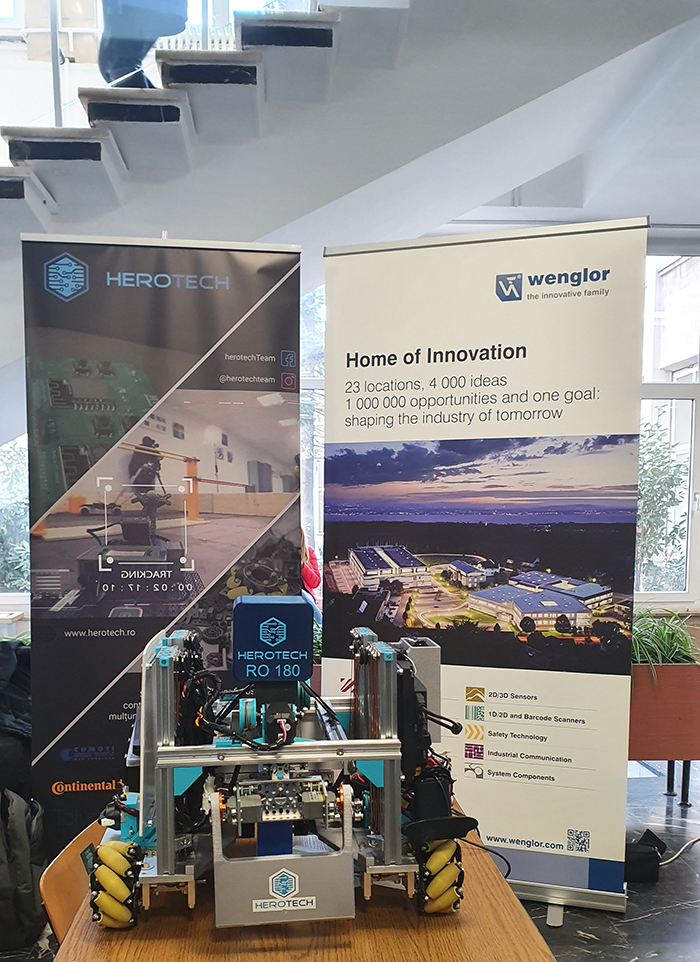 HEROTECH
herotechTeam
@herotechteam
TRACKING
00:02:17:10
www.herotech.ro
COMOTI
Continental
wenglor
the innovative family
Home of Innovation
23 locations, 4 000 ideas
1 000 000 opportunities and one goal:
shaping the industry of tomorrow
2D/3D Sensors
1D/2D and Barcode Scanners
Safety Technology
Industrial Communication
System Components
www.wenglor.com
HEROTECH
RO 180
HEROTECH